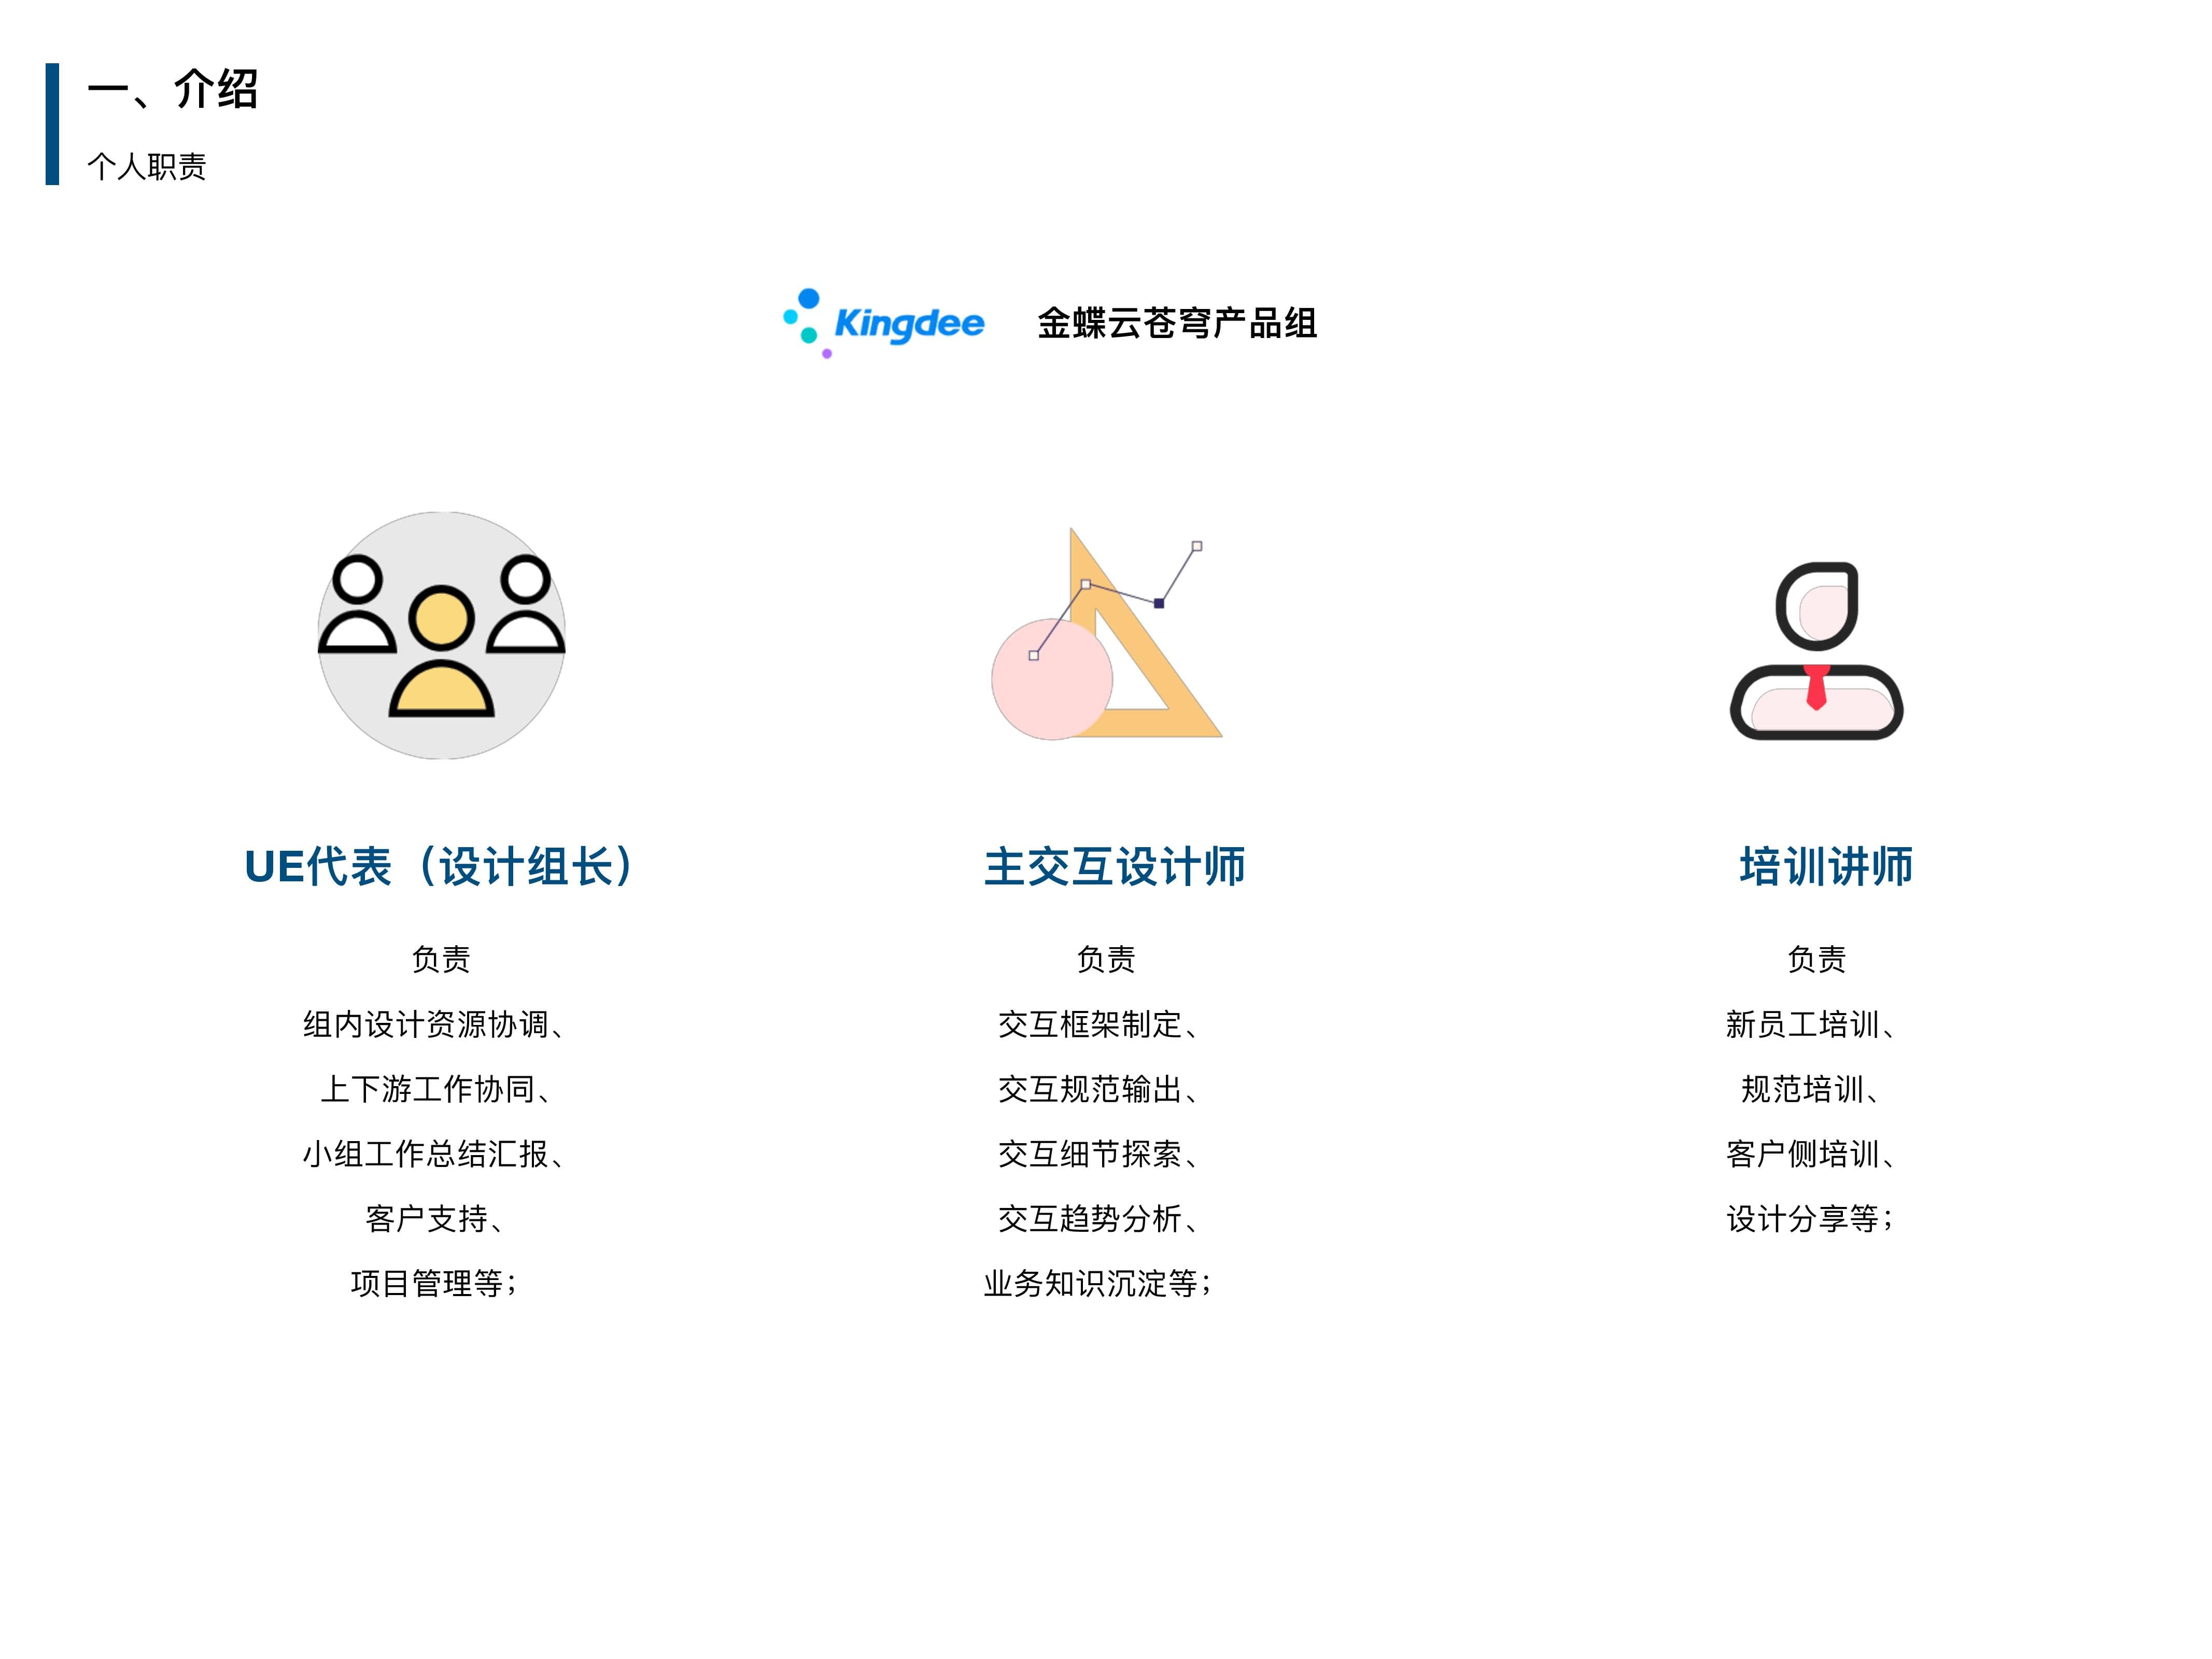 一、介绍
个人职责
Kingdee 金蝶云苍穹产品组
UE代表（设计组长）
负责
组内设计资源协调、
上下游工作协同、
小组工作总结汇报、
客户支持、
项目管理等；
主交互设计师
负责
交互框架制定、
交互规范输出、
交互细节探索、
交互趋势分析、
业务知识沉淀等；
培训讲师
负责
新员工培训、
规范培训、
客户侧培训、
设计分享等；